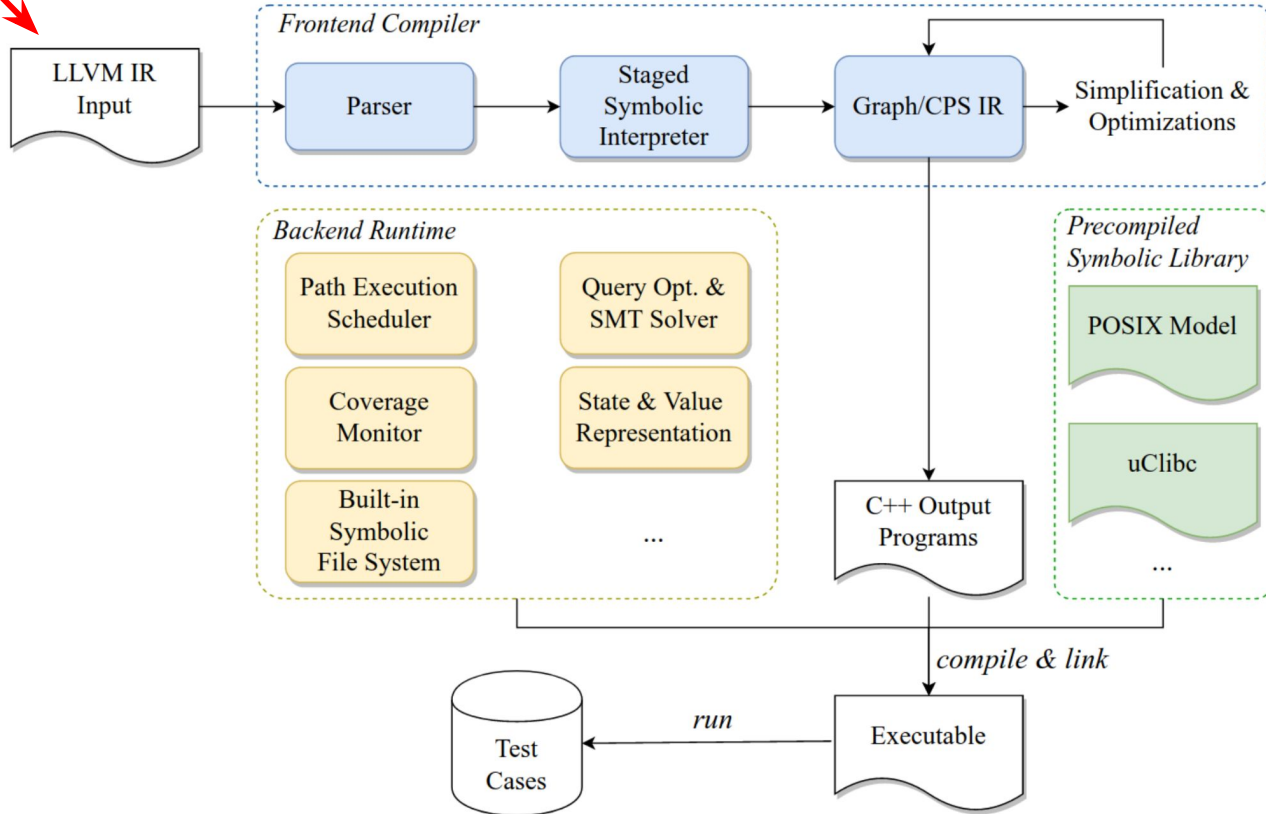 Frontend Compiler
LLVM IR
Input
Parser
Staged
Symbolic
Interpreter
Graph/CPS IR
Simplification &
Optimizations
Backend Runtime
Path Execution
Scheduler
Query Opt. &
SMT Solver
Coverage
Monitor
State & Value
Representation
Built-in
Symbolic
File System
...
Precompiled
Symbolic Library
POSIX Model
uClibc
...
C++ Output
Programs
compile & link
Executable
run
Test
Cases